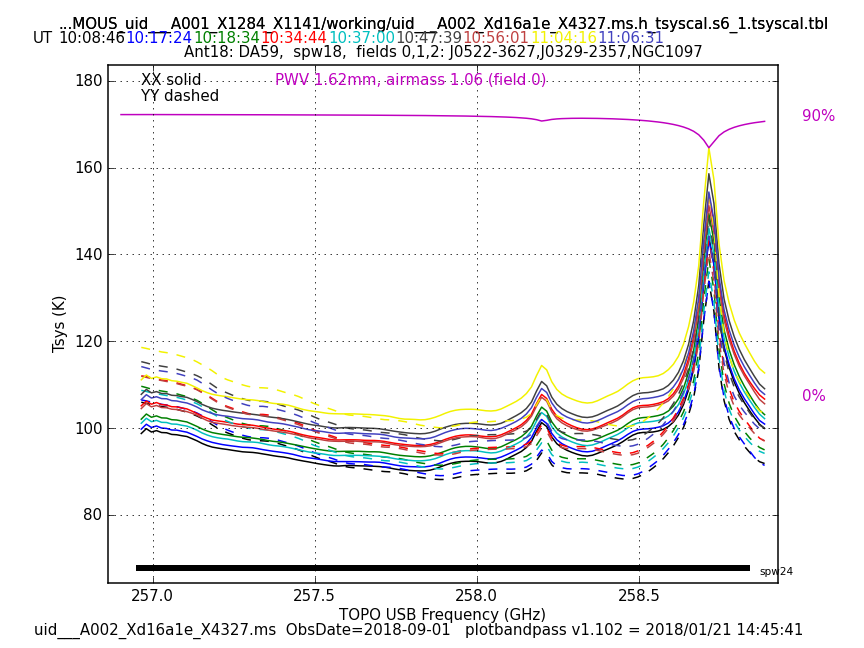 ...MOUS_uid___A001_X1284_X1141/working/uid___A002_Xd16a1e_X4327.ms.h_tsyscal.s6_1.tsyscal.tbl
UT 10:08:46 10:17:24 10:18:34 10:34:44 10:37:00 10:47:39 10:56:01 11:04:16 11:06:31
Ant18: DA59,  spw18,  fields 0,1,2: J0522-3627,J0329-2357,NGC1097
XX solid
PWV 1.62mm, airmass 1.06 (field 0)
YY dashed
180
160
140
120
100
80
Tsys (K)
90%
0%
spw24
257.0
257.5
258.0
258.5
TOPO USB Frequency (GHz)
uid___A002_Xd16a1e_X4327.ms  ObsDate=2018-09-01   plotbandpass v1.102 = 2018/01/21 14:45:41